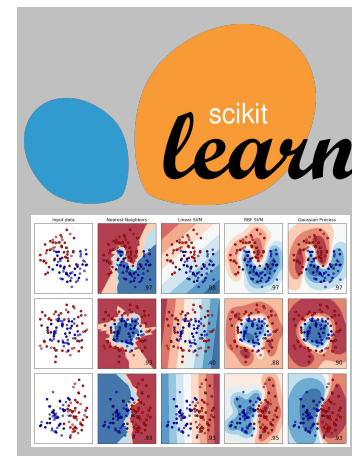 scikit
learn
Input data Nearest Neighbors Linear SVM RBF SVM Gaussian Process
.97 .88 .97 .97
.93 .40 .88 .90
.93 .93 .95 .93